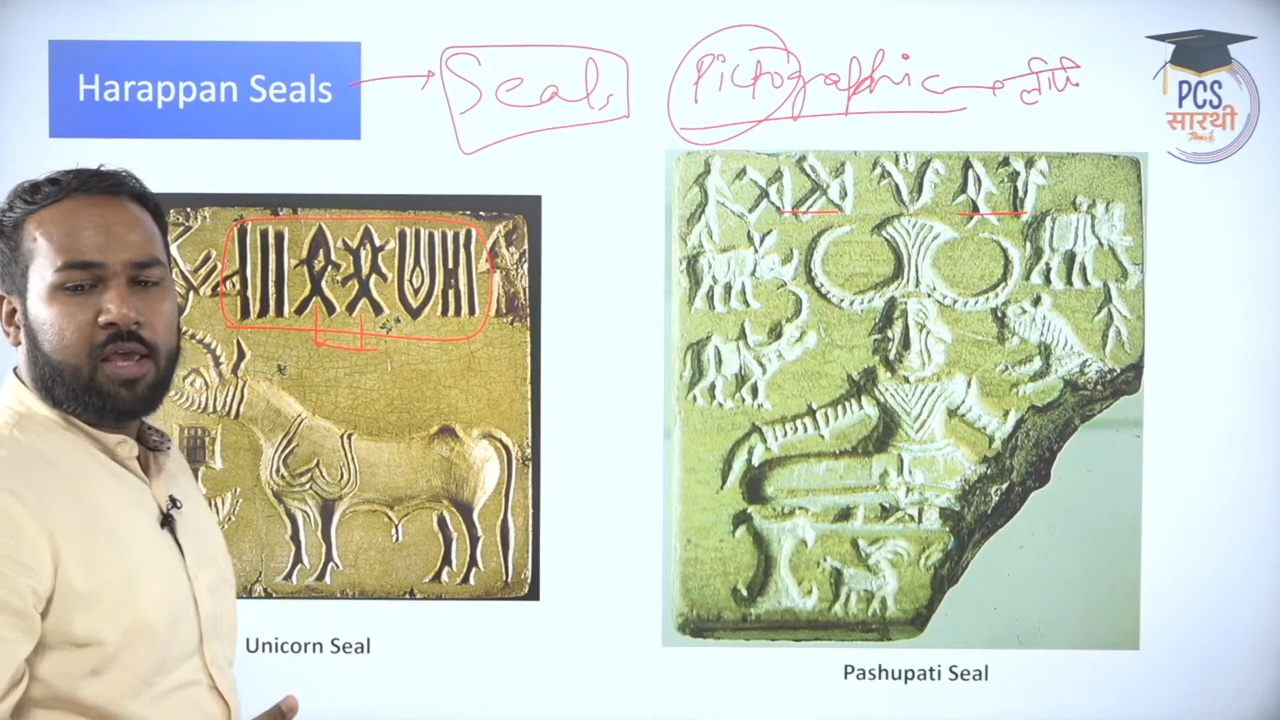 Harappan Seals
Seals
Pictographic
लिपि
PCS
सारथी
Unicorn Seal
Pashupati Seal